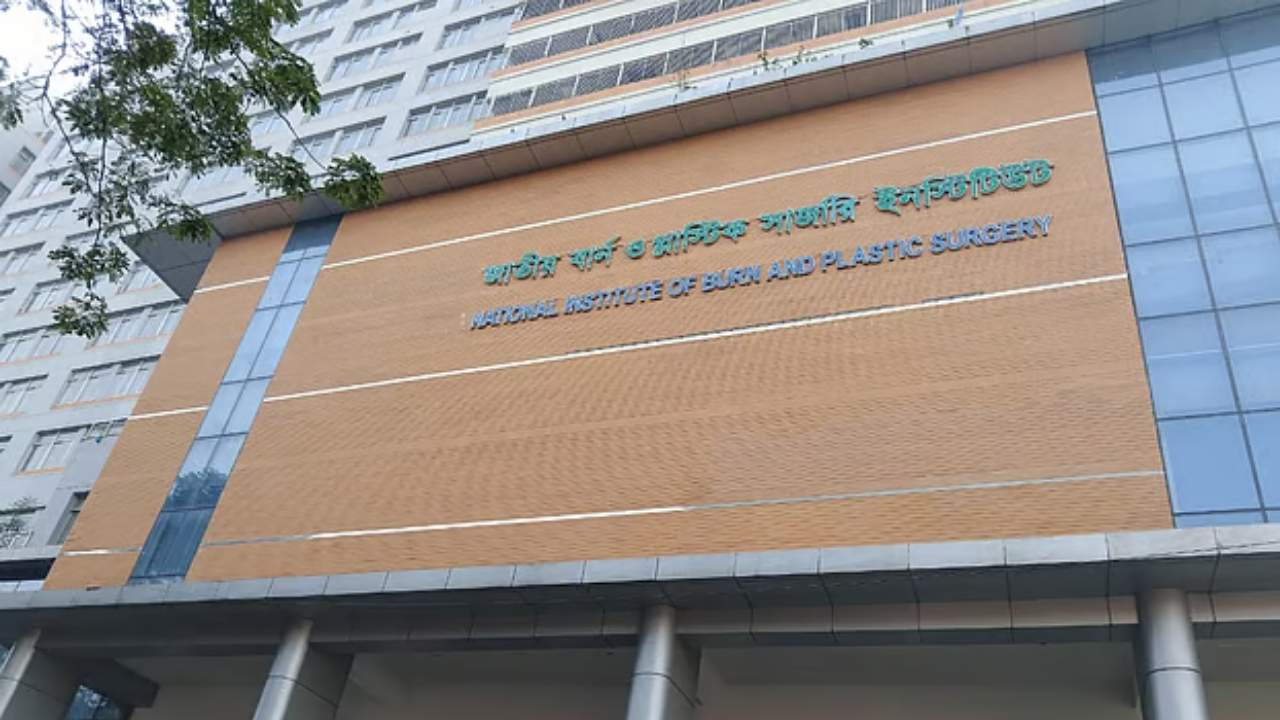 জাতীয় বার্ন ও প্লাস্টিক সার্জারি ইনস্টিটিউট
NATIONAL INSTITUTE OF BURN AND PLASTIC SURGERY